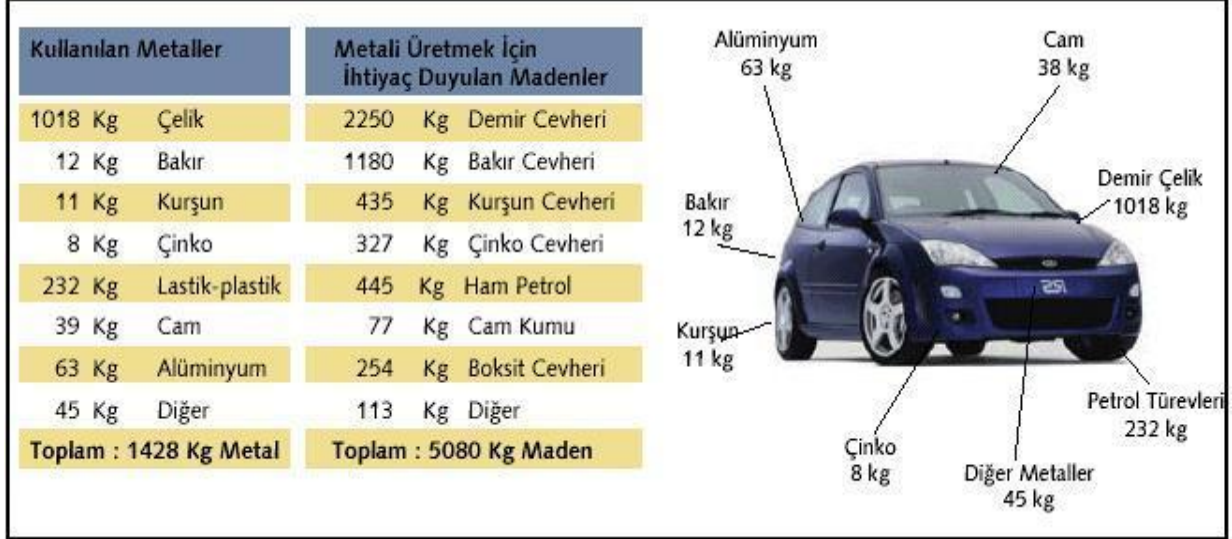 Kullanılan Metaller
Metali Üretmek İçin
İhtiyaç Duyulan Madenler
1018 Kg Çelik 2250 Kg Demir Cevheri
12 Kg Bakır 1180 Kg Bakır Cevheri
11 Kg Kurşun 435 Kg Kurşun Cevheri
8 Kg Çinko 327 Kg Çinko Cevheri
232 Kg Lastik-plastik 445 Kg Ham Petrol
39 Kg Cam 77 Kg Cam Kumu
63 Kg Alüminyum 254 Kg Boksit Cevheri
45 Kg Diğer 113 Kg Diğer
Toplam : 1428 Kg Metal Toplam : 5080 Kg Maden
Alüminyum
63 kg
Cam
38 kg
Demir Çelik
1018 kg
Bakır
12 kg
Kurşun
11 kg
Petrol Türevleri
232 kg
Çinko
8 kg
Diğer Metaller
45 kg